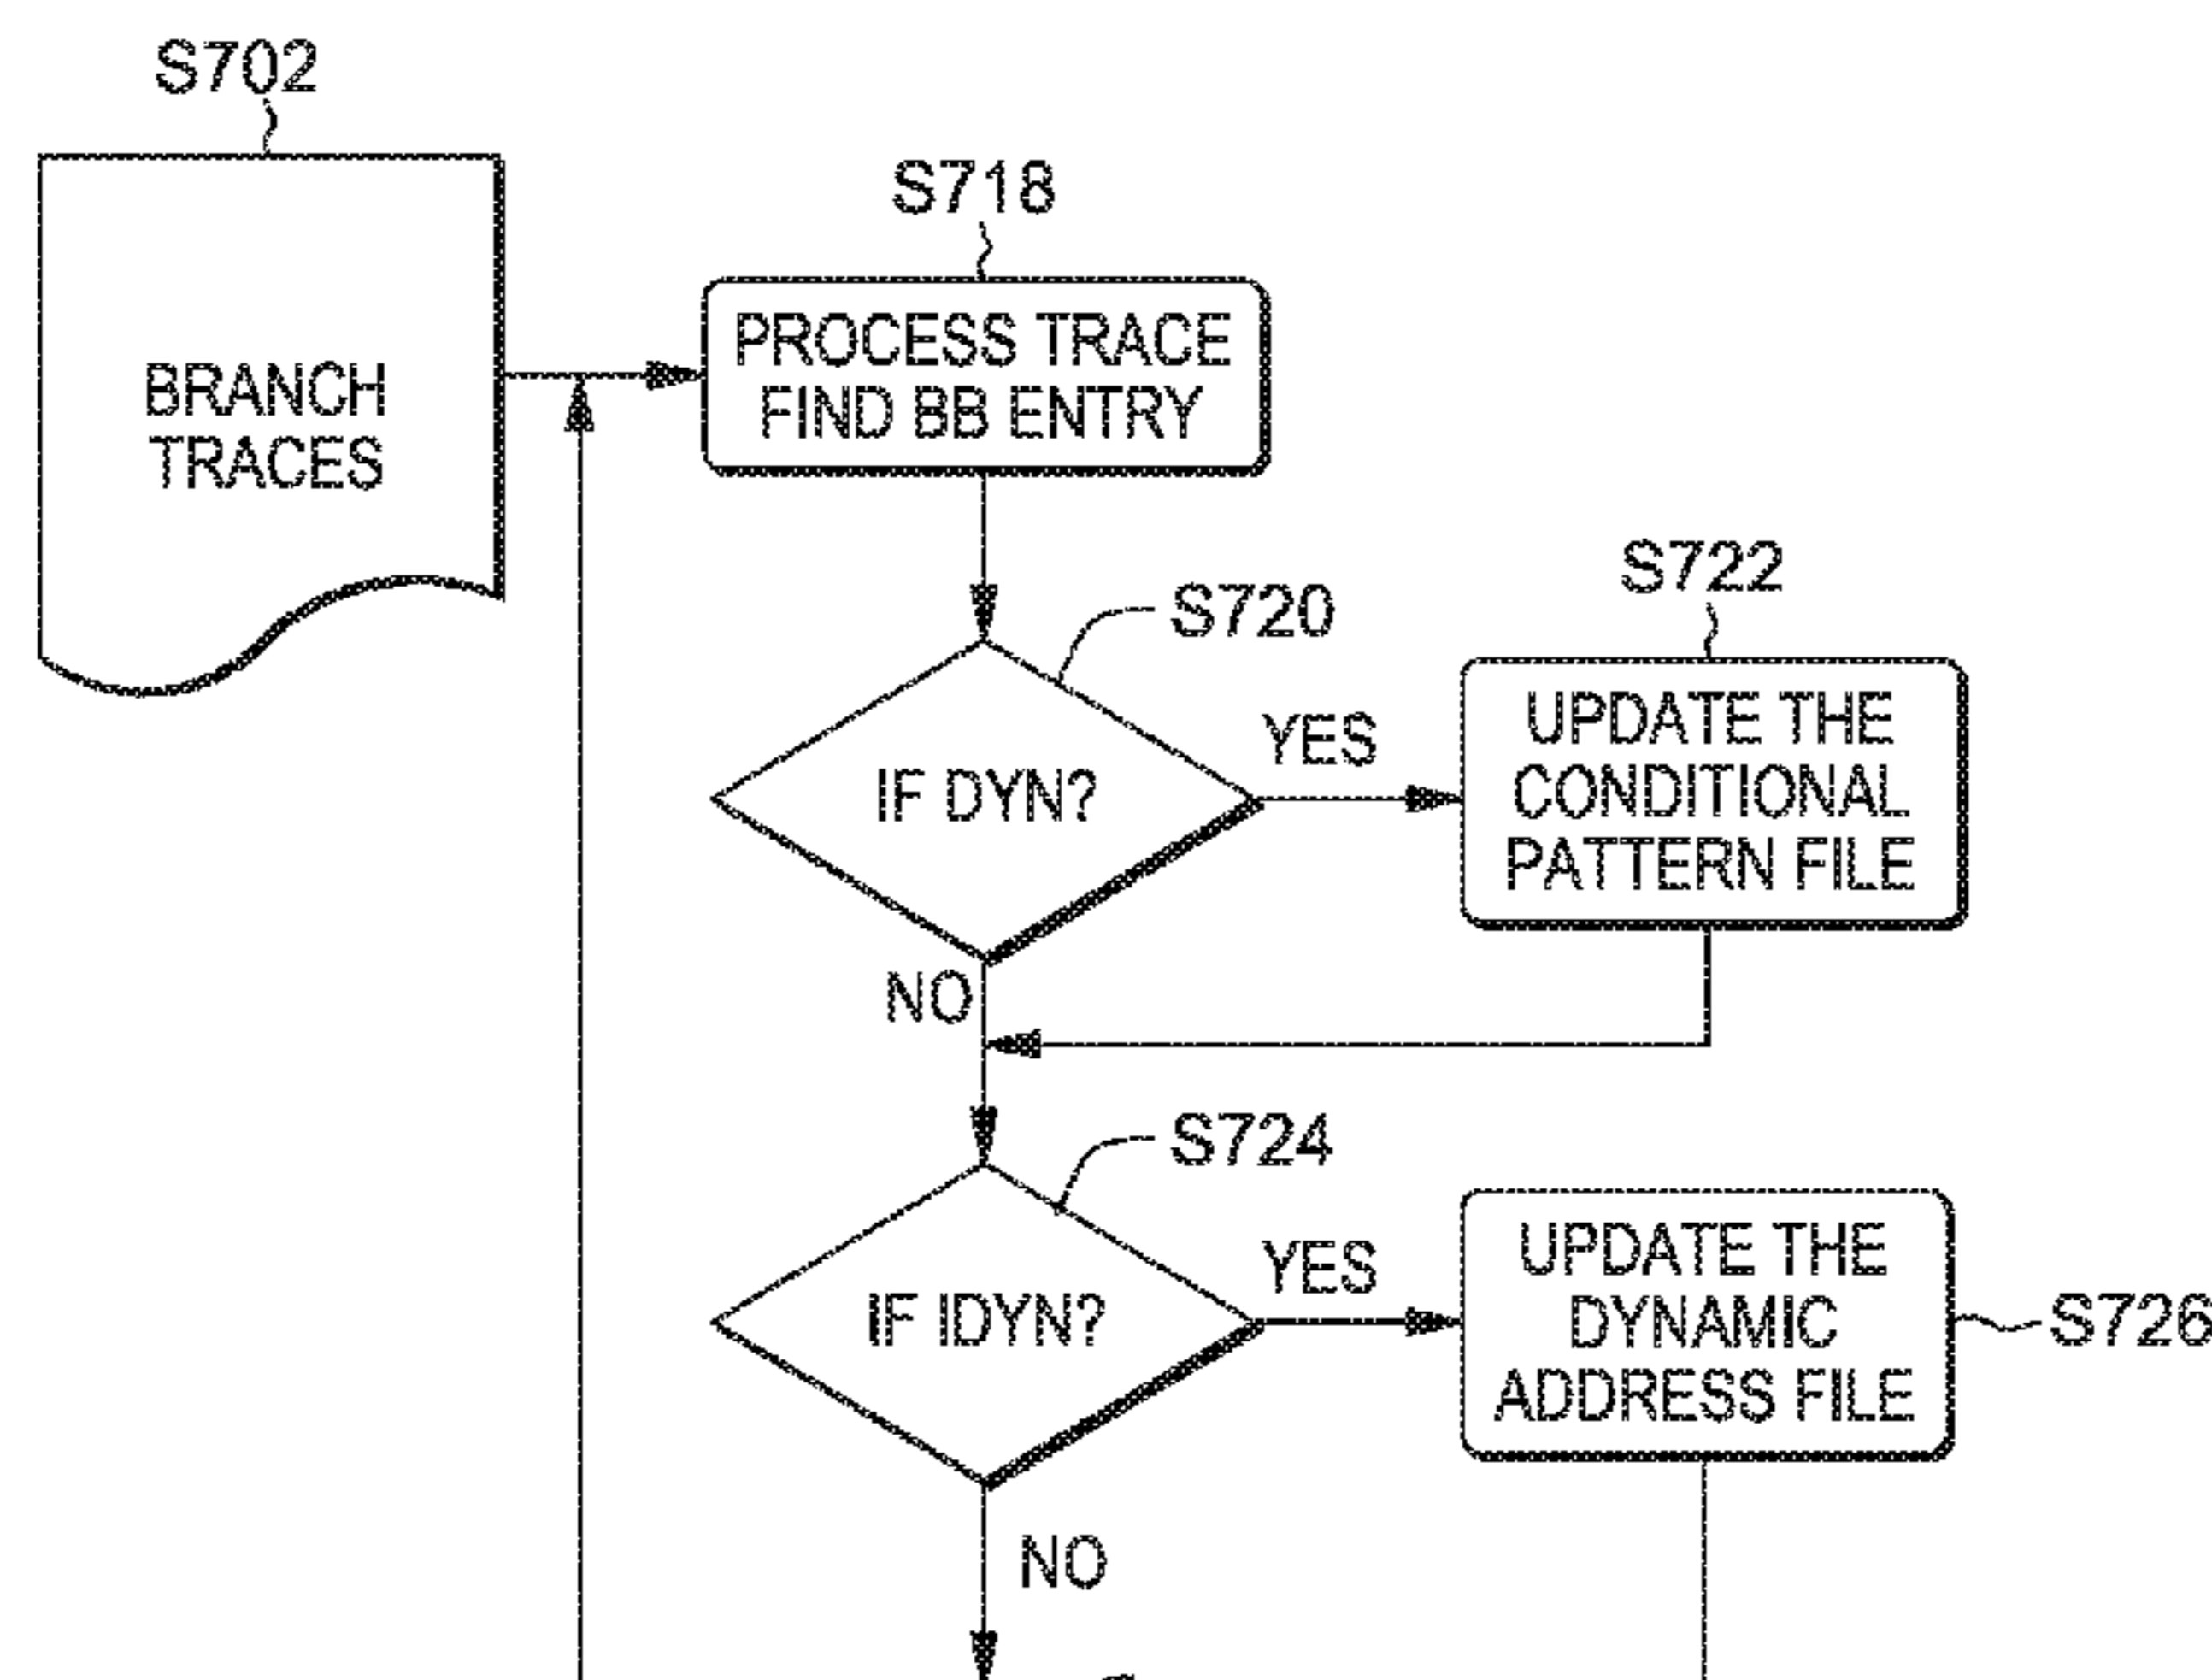 S702
BRANCH
TRACES
S718
PROCESS TRACE
FIND BB ENTRY
S720
IF DYN?
YES
NO
S722
UPDATE THE
CONDITIONAL
PATTERN FILE
S724
IF IDYN?
YES
NO
UPDATE THE
DYNAMIC
ADDRESS FILE
S726